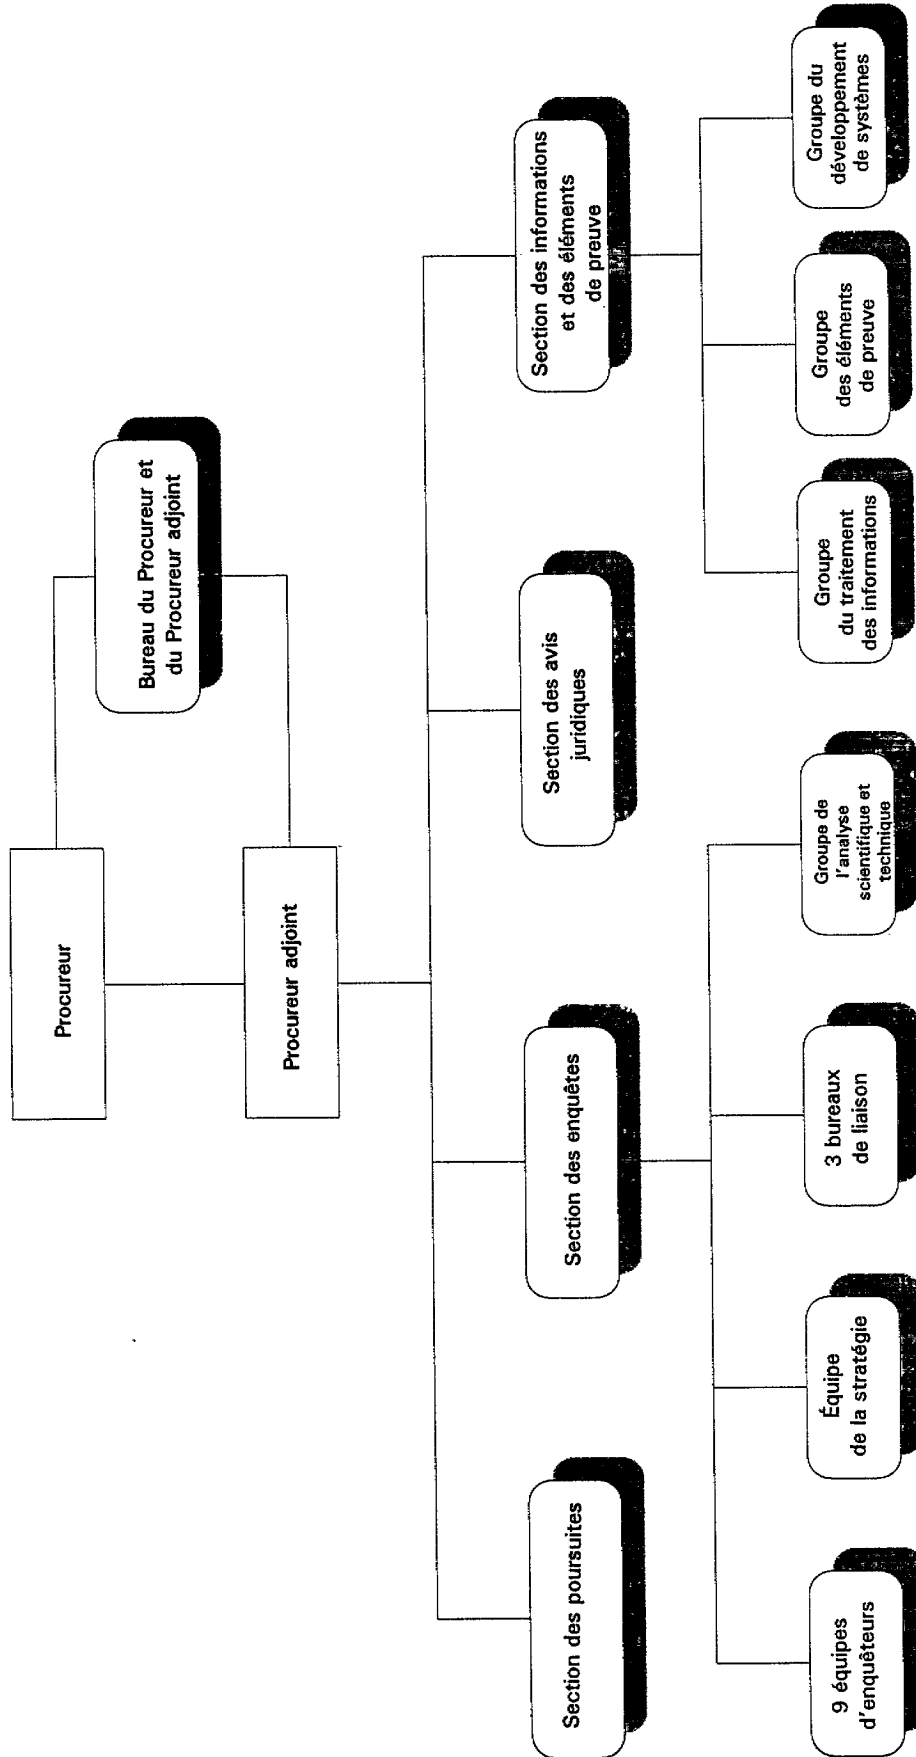 Procureur
Bureau du Procureur et
du Procureur adjoint
Procureur adjoint
Section des poursuites
Section des enquêtes
Section des avis
juridiques
Section des informations
et des éléments
de preuve
9 équipes
d'enquêteurs
Équipe
de la stratégie
3 bureaux
de liaison
Groupe de
l'analyse
scientifique et
technique
Groupe
du traitement
des informations
Groupe
des éléments
de preuve
Groupe du
développement
de systèmes